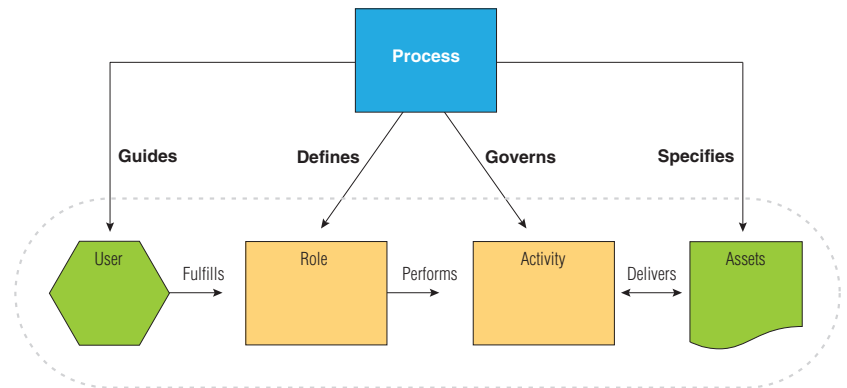 Process
Guides
Defines
Governs
Specifies
User
Fulfills
Role
Performs
Activity
Delivers
Assets